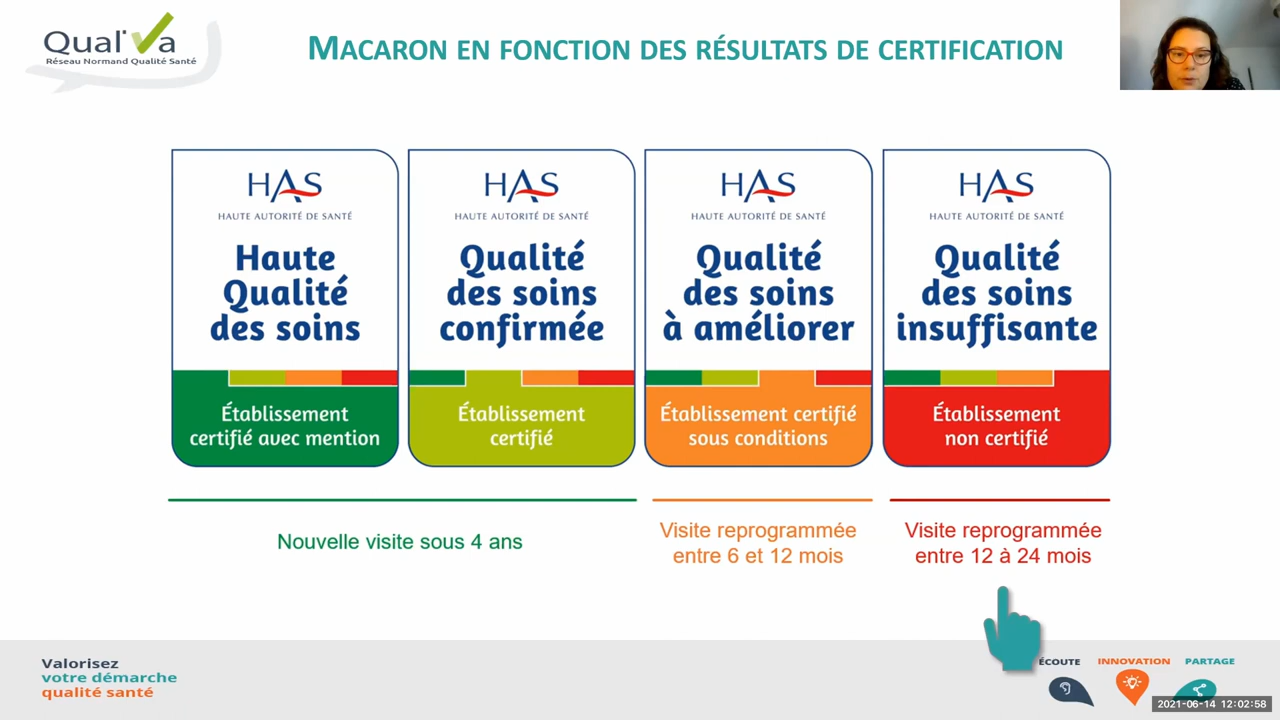 Qual'Va
Réseau Normand Qualité Santé
MACARON EN FONCTION DES RÉSULTATS DE CERTIFICATION
HAS
HAUTE AUTORITÉ DE SANTÉ
Haute
Qualité
des soins
Établissement
certifié avec mention
HAS
HAUTE AUTORITÉ DE SANTÉ
Qualité
des soins
confirmée
Établissement
certifié
HAS
HAUTE AUTORITÉ DE SANTÉ
Qualité
des soins
à améliorer
Établissement certifié
sous conditions
HAS
HAUTE AUTORITÉ DE SANTÉ
Qualité
des soins
insuffisante
Établissement
non certifié
Nouvelle visite sous 4 ans
Visite reprogrammée
entre 6 et 12 mois
Visite reprogrammée
entre 12 à 24 mois
Valorisez
votre démarche
qualité santé
ÉCOUTE
INNOVATION
PARTAGE
2021-06-14 12:02:58